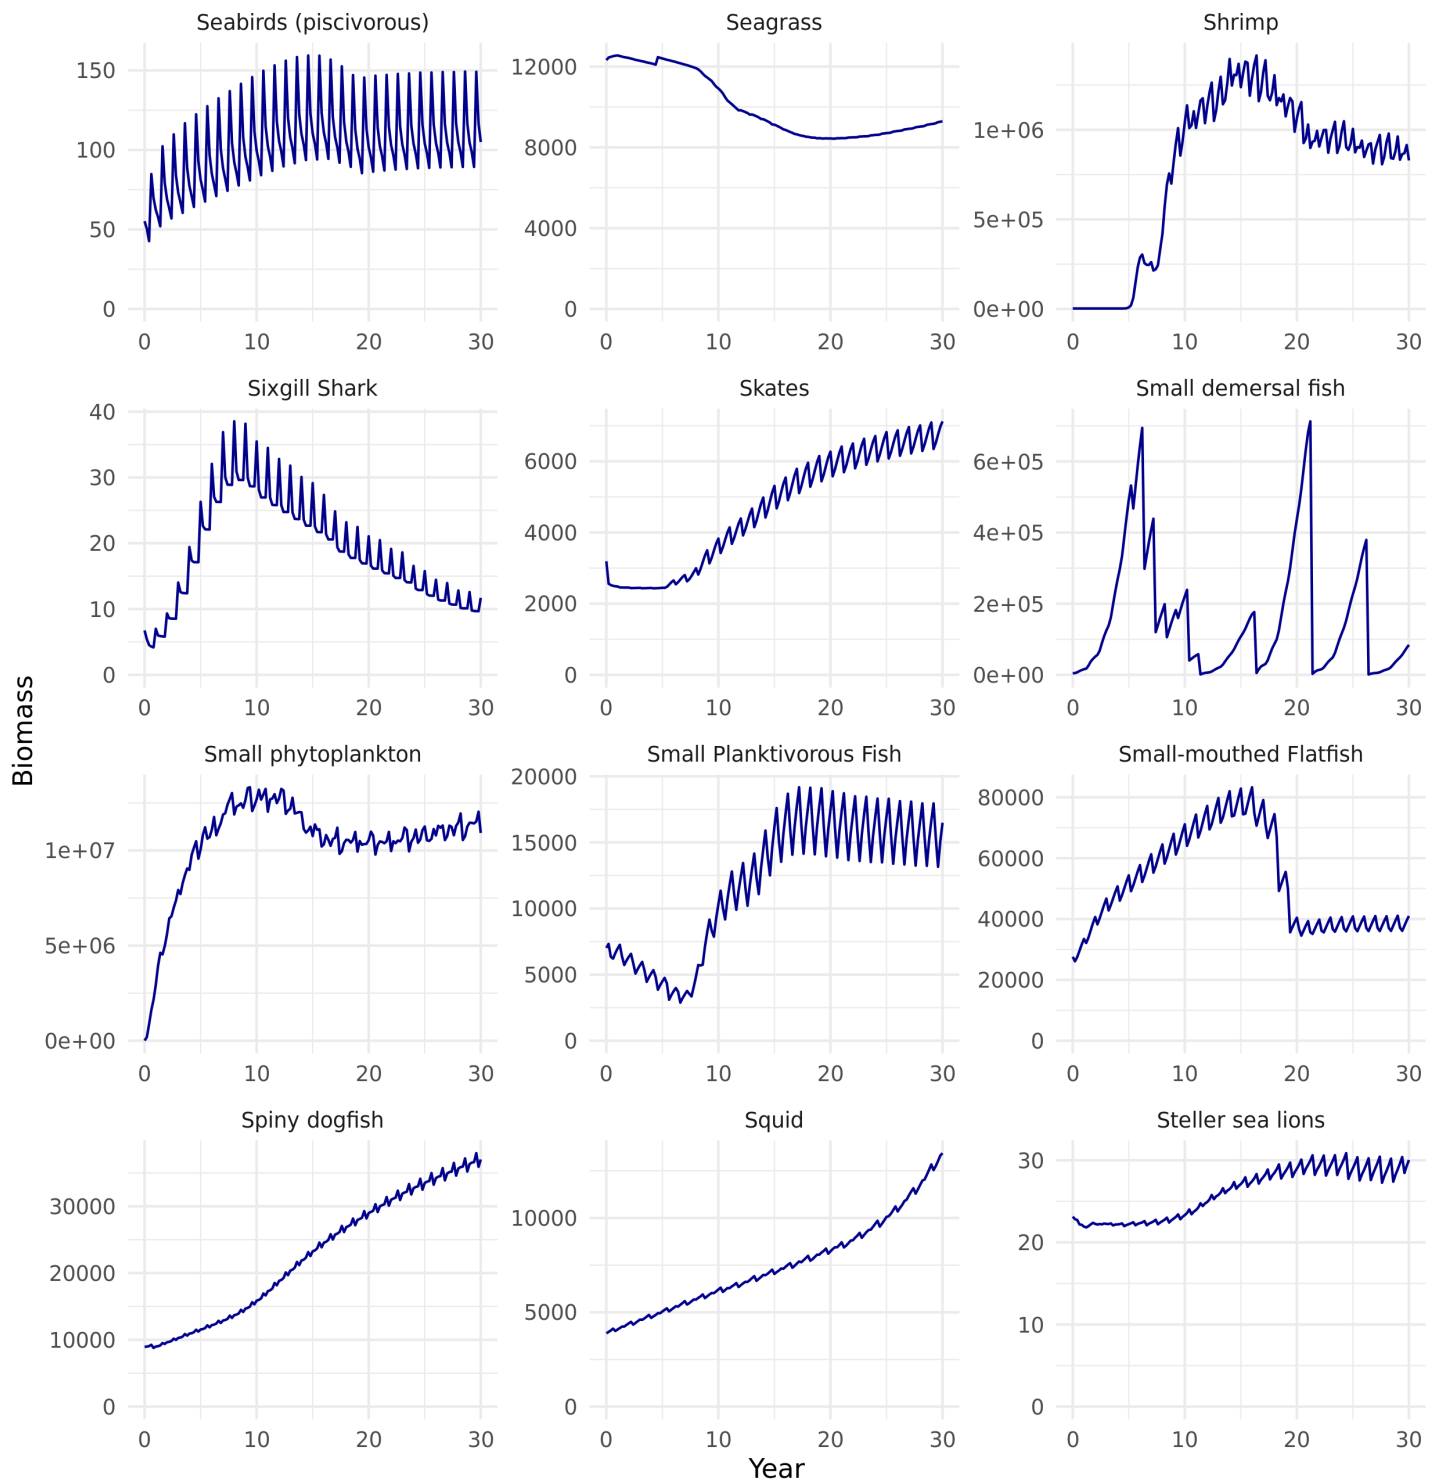 Seabirds (piscivorous) Seagrass Shrimp
150 12000 1e+06
100 8000 5e+05
50 4000 0e+00
0 0
0 10 20 30 0 10 20 30 0 10 20 30
Sixgill Shark Skates Small demersal fish
40 6000 6e+05
30 4000 4e+05
20 2000 2e+05
10 0 0e+00
0
0 10 20 30 0 10 20 30 0 10 20 30
Biomass
Small phytoplankton Small Planktivorous Fish Small-mouthed Flatfish
1e+07 20000 80000
5e+06 15000 60000
0e+00 10000 40000
5000 20000
0 0
0 10 20 30 0 10 20 30 0 10 20 30
Spiny dogfish Squid Steller sea lions
30000 10000 30
20000 5000 20
10000 0 10
0 0
0 10 20 30 0 10 20 30 0 10 20 30
Year